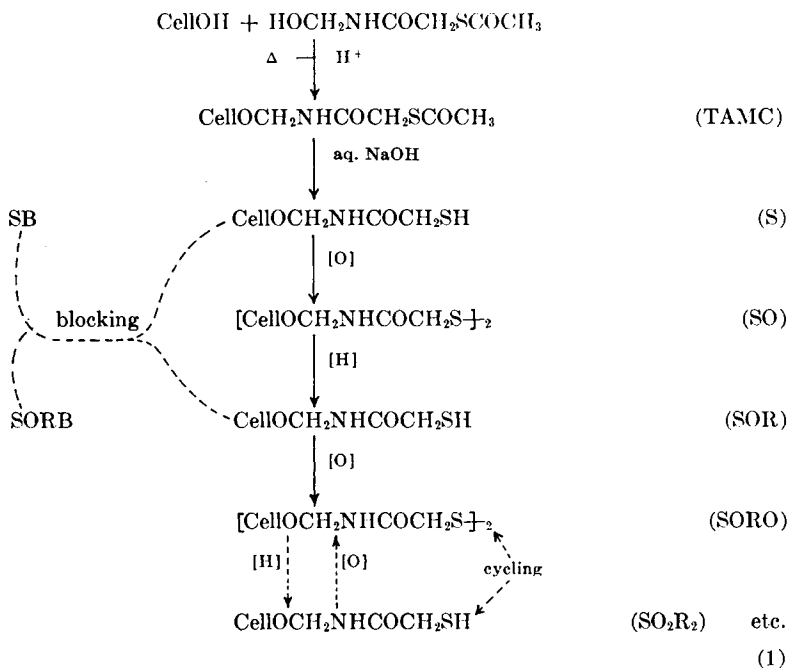 CellOH + HOCH₂NHCOCH₂SCOCH₃
Δ H⁺
CellOCH₂NHCOCH₂SCOCH₃ (TAMC)
aq. NaOH
SB CellOCH₂NHCOCH₂SH (S)
[O]
blocking [CellOCH₂NHCOCH₂S]₂ (SO)
[H]
SORB CellOCH₂NHCOCH₂SH (SOR)
[O]
[CellOCH₂NHCOCH₂S]₂ (SORO)
[H] [O] cycling
CellOCH₂NHCOCH₂SH (SO₂R₂) etc.
(1)